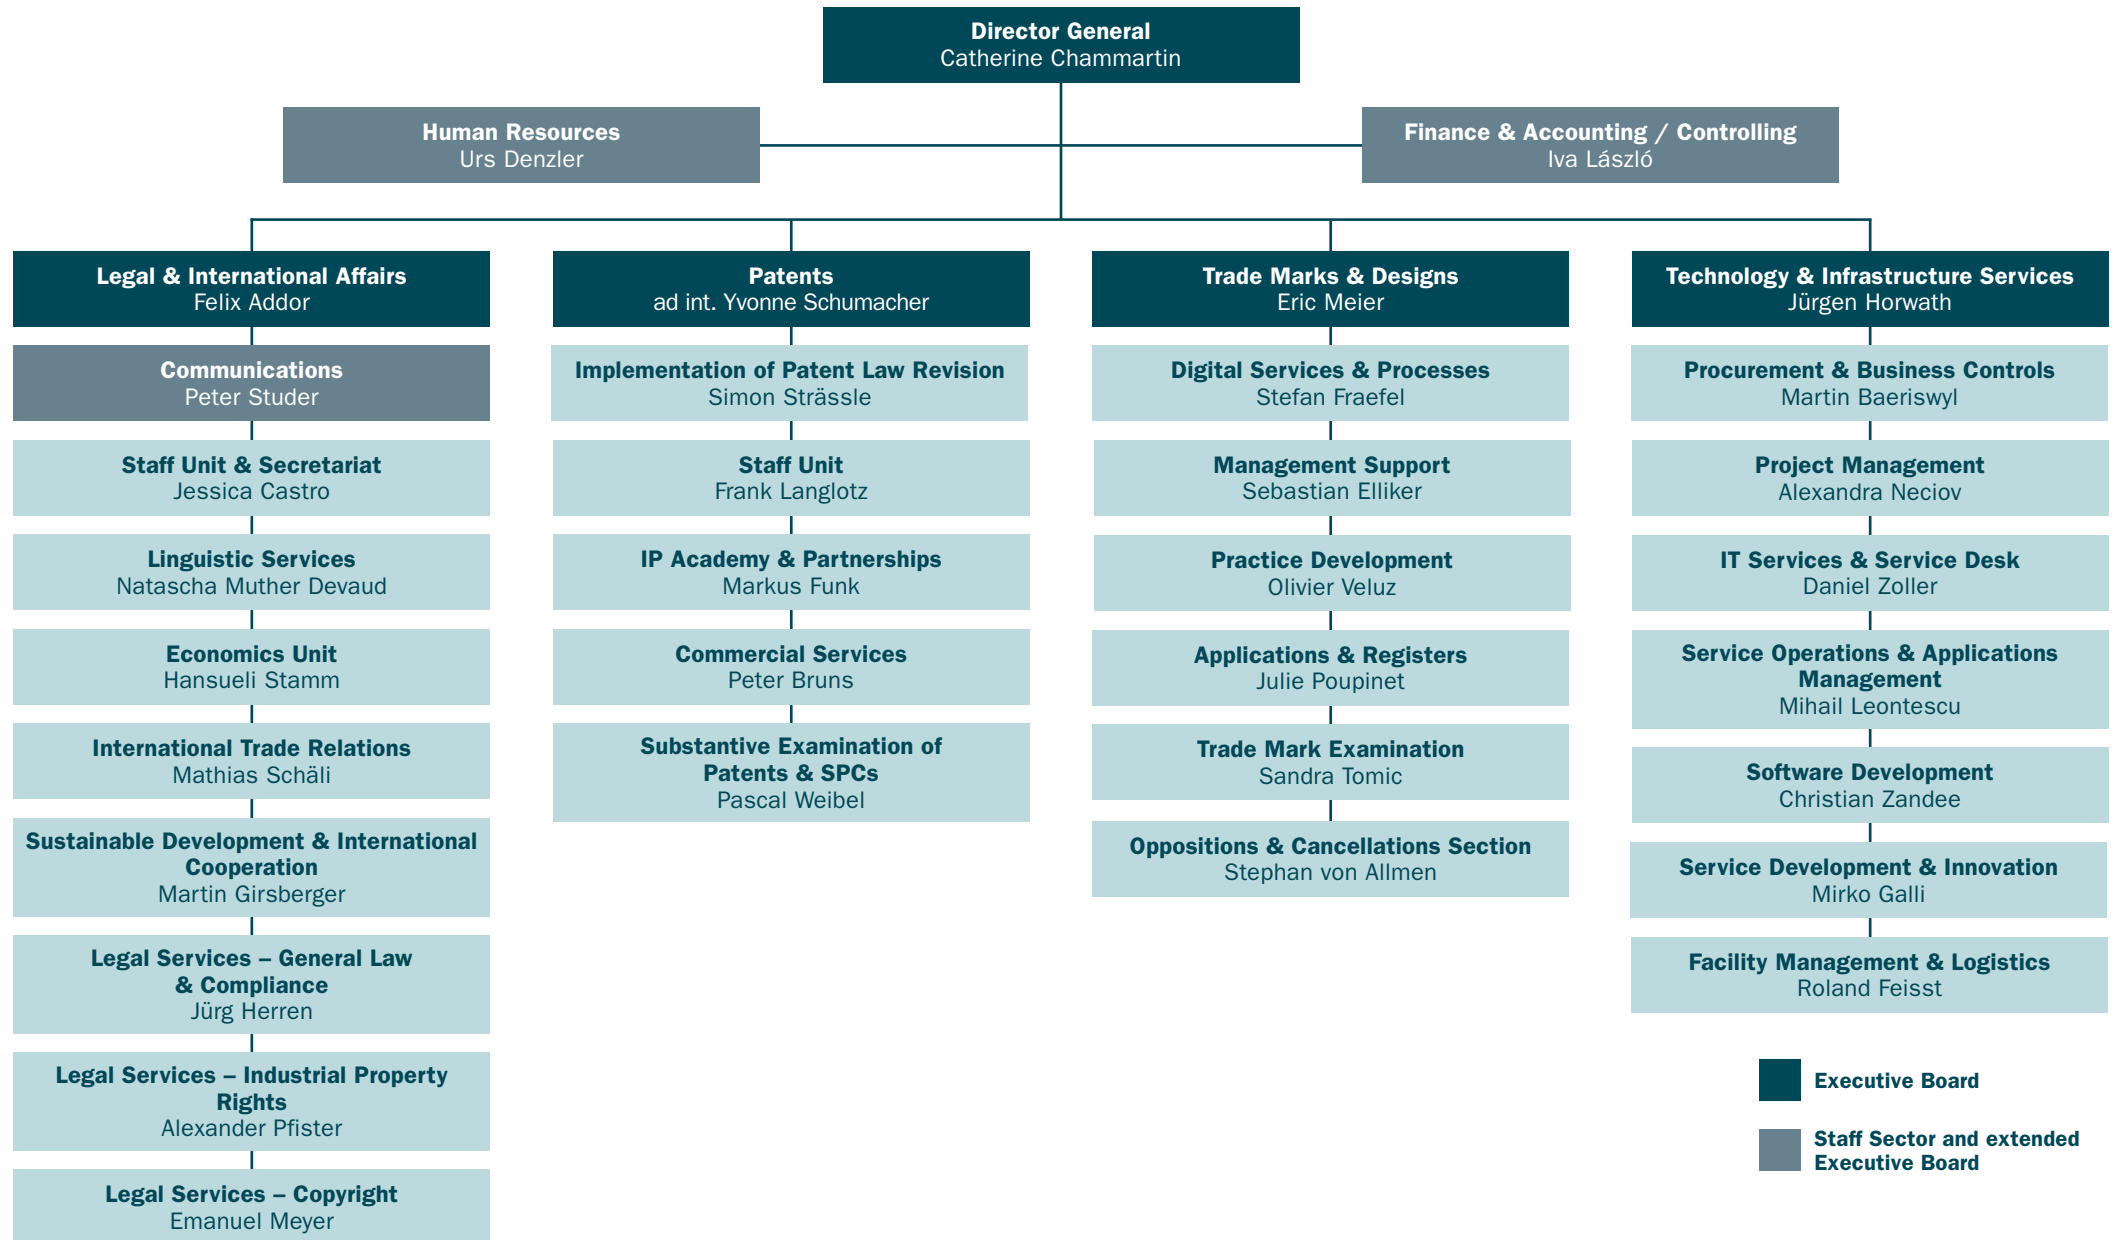 Director General
Catherine Chammartin
Human Resources
Urs Denzler
Finance & Accounting / Controlling
Iva László
Legal & International Affairs
Felix Addor
Communications
Peter Studer
Staff Unit & Secretariat
Jessica Castro
Linguistic Services
Natascha Muther Devaud
Economics Unit
Hansueli Stamm
International Trade Relations
Mathias Schäli
Sustainable Development & International
Cooperation
Martin Girsberger
Legal Services – General Law
& Compliance
Jürg Herren
Legal Services – Industrial Property
Rights
Alexander Pfister
Legal Services – Copyright
Emanuel Meyer
Patents
ad int. Yvonne Schumacher
Implementation of Patent Law Revision
Simon Strässle
Staff Unit
Frank Langlotz
IP Academy & Partnerships
Markus Funk
Commercial Services
Peter Bruns
Substantive Examination of
Patents & SPCs
Pascal Weibel
Trade Marks & Designs
Eric Meier
Digital Services & Processes
Stefan Fraefel
Management Support
Sebastian Elliker
Practice Development
Olivier Veluz
Applications & Registers
Julie Poupinet
Trade Mark Examination
Sandra Tomic
Oppositions & Cancellations Section
Stephan von Allmen
Technology & Infrastructure Services
Jürgen Horwath
Procurement & Business Controls
Martin Baeriswyl
Project Management
Alexandra Neciov
IT Services & Service Desk
Daniel Zoller
Service Operations & Applications
Management
Mihail Leontescu
Software Development
Christian Zandee
Service Development & Innovation
Mirko Galli
Facility Management & Logistics
Roland Feisst
Executive Board
Staff Sector and extended
Executive Board